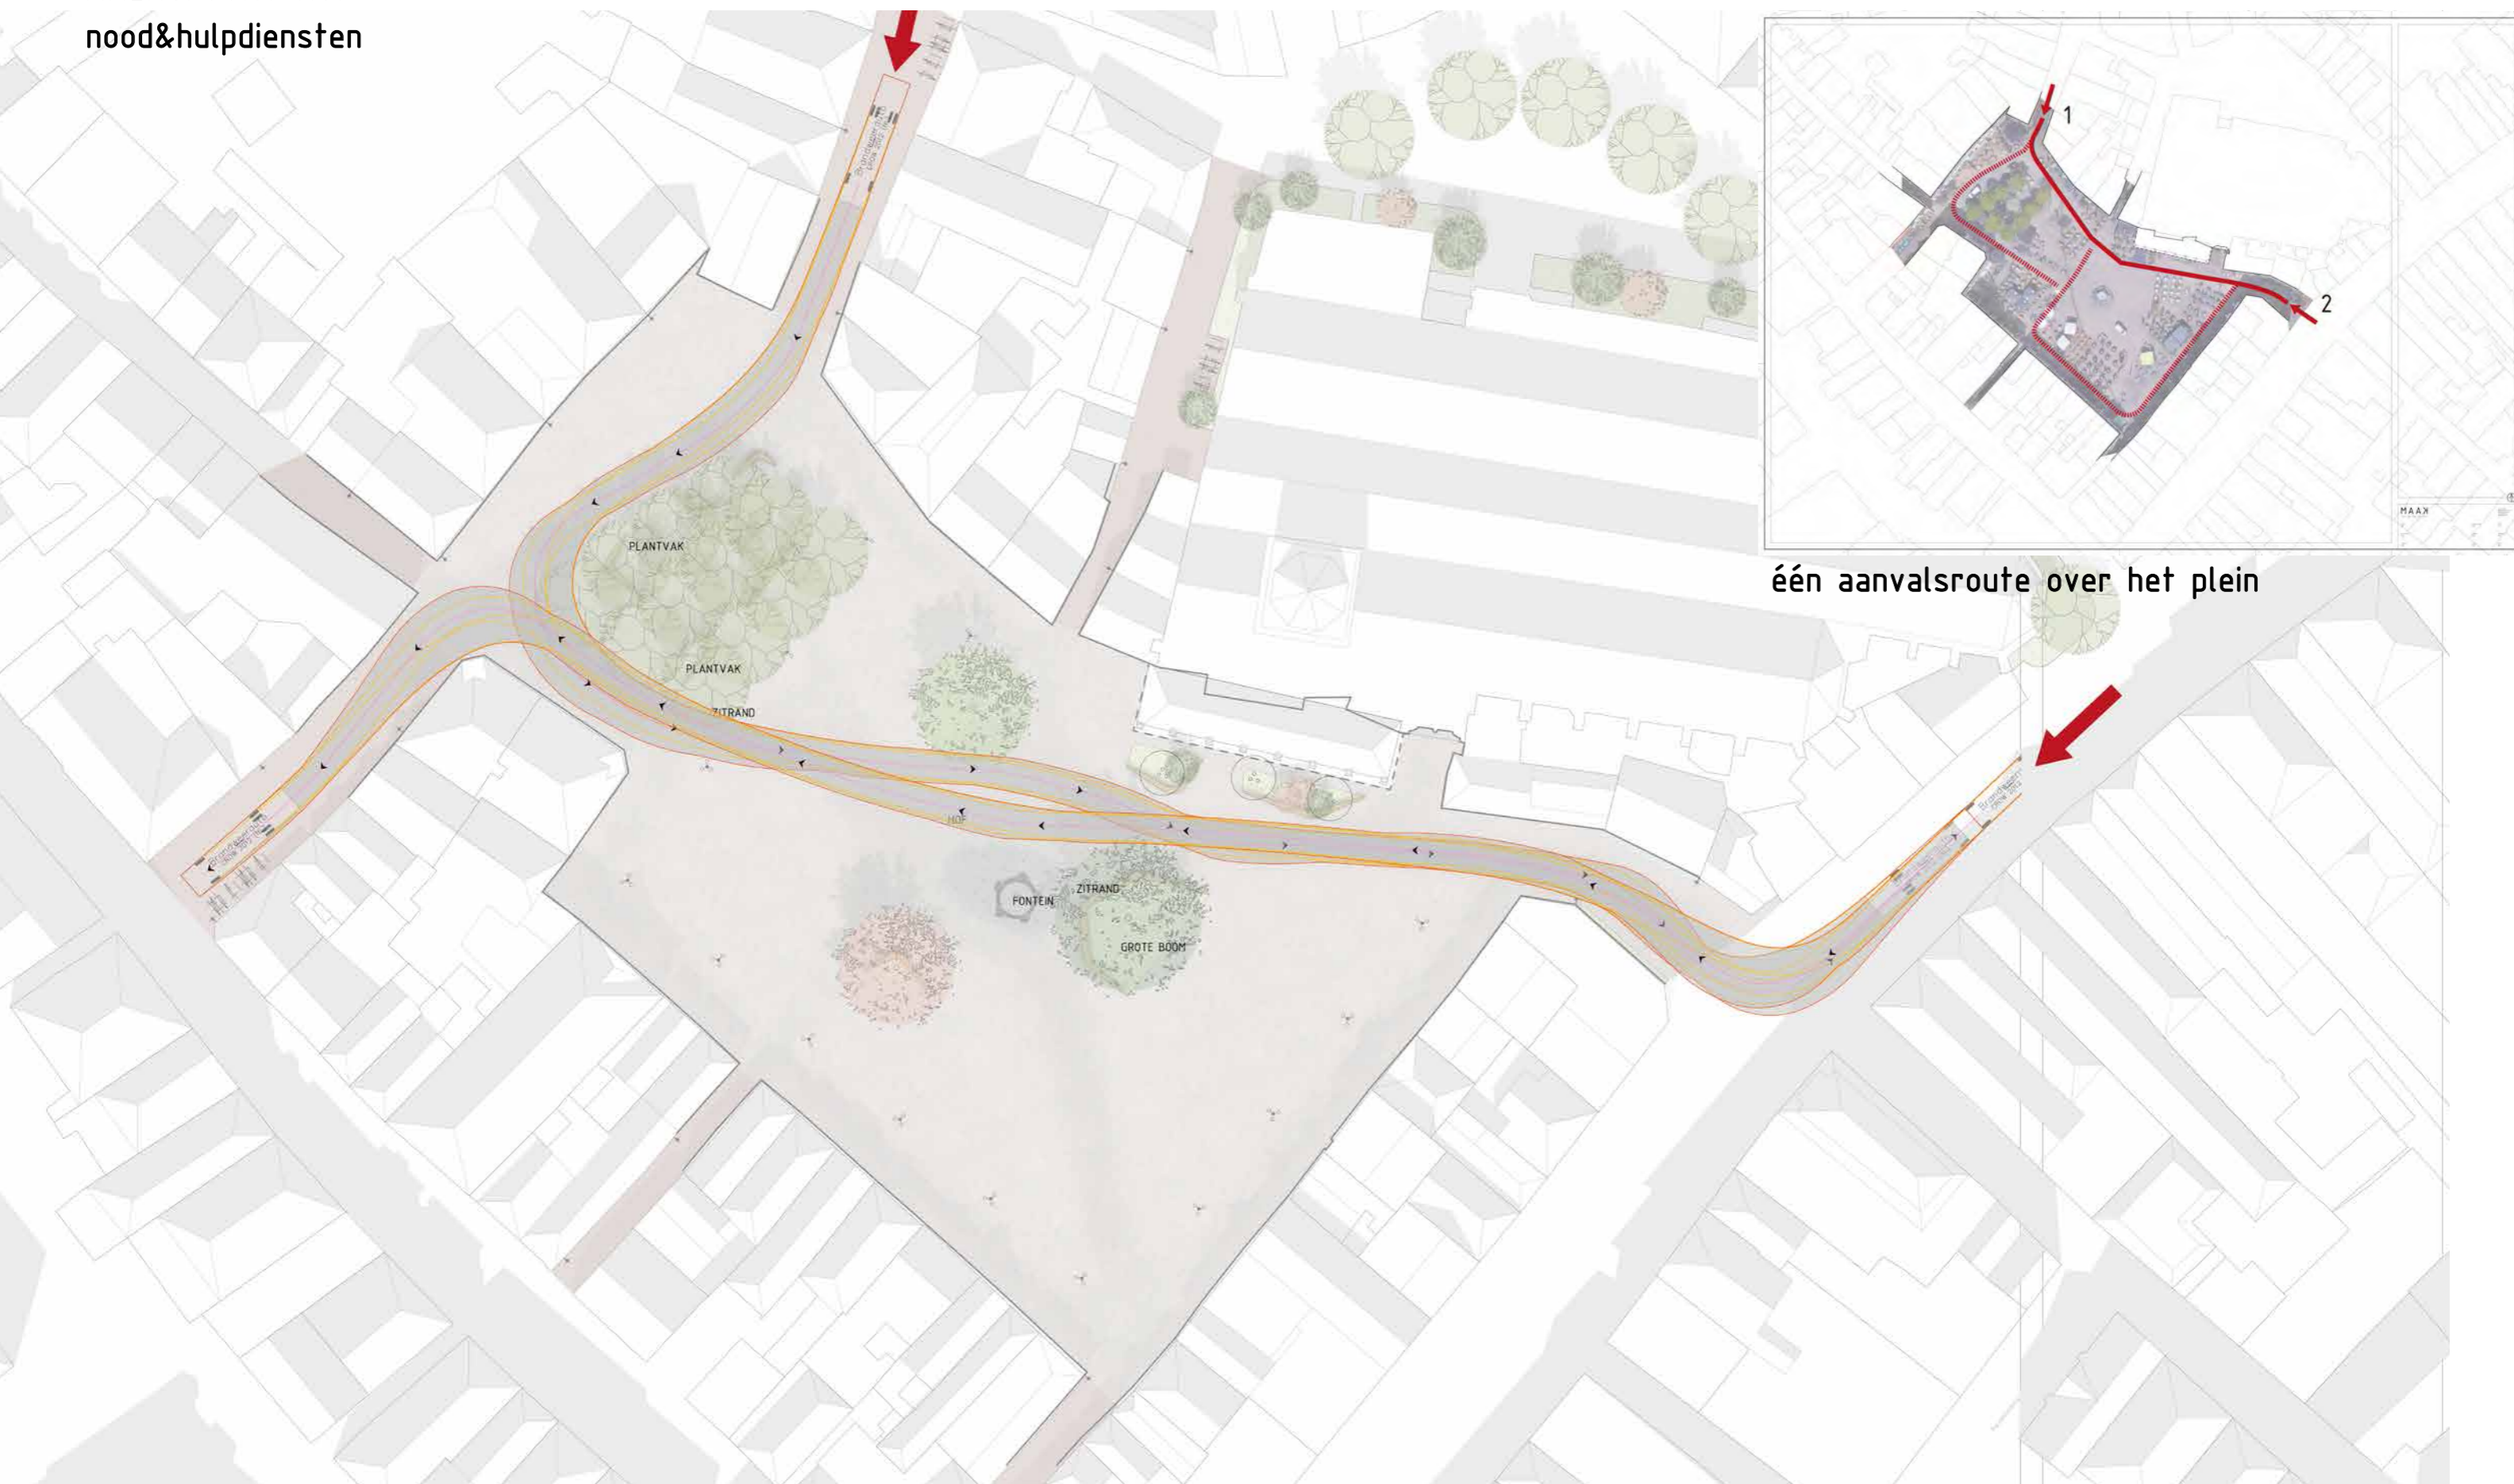 nood&hulpdiensten
1
2
MAAK
één aanvalsroute over het plein
PLANTVAK
PLANTVAK
ZITRAND
HOF
ZITRAND
FONTEIN
GROTE BOOM